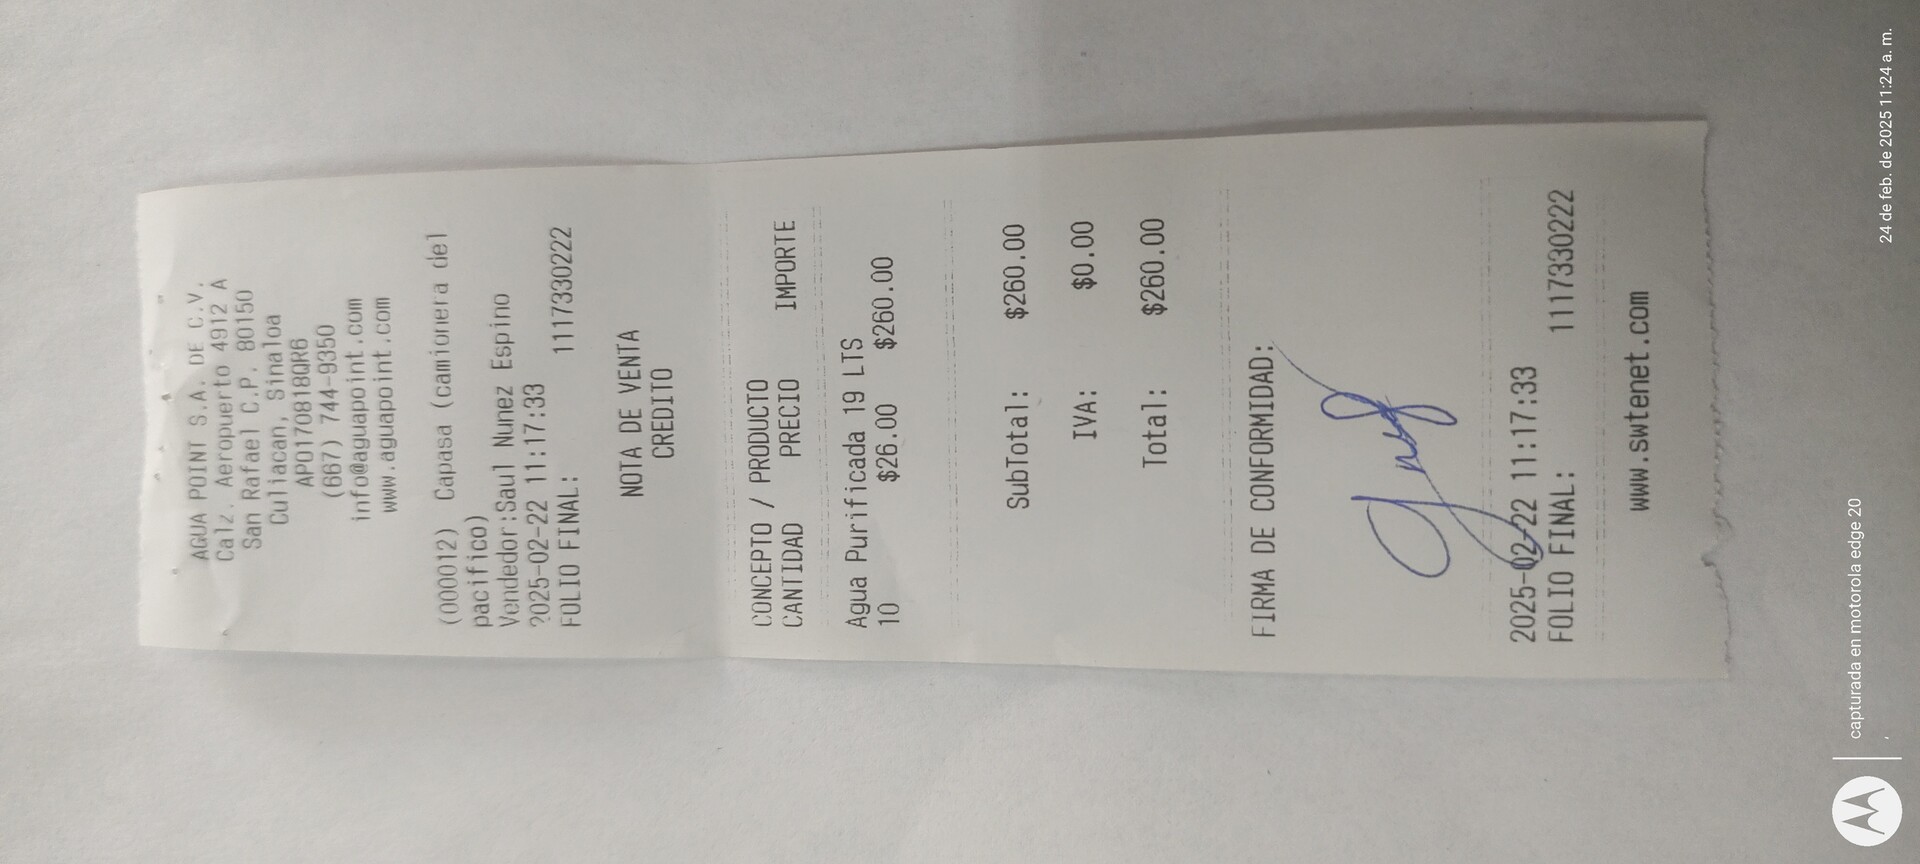 AGUA POINT S.A. DE C.V.
Calz. Aeropuerto 4912 A
San Rafael C.P. 80150
Culiacan, Sinaloa
APO170818QR6
(667) 744-9350
info@aguapoint.com
www.aguapoint.com
(000012) Capasa (camionera del
pacifico)
Vendedor:Saul Nunez Espino
2025-02-22 11:17:33
FOLIO FINAL: 1117330222
NOTA DE VENTA
CREDITO
CONCEPTO / PRODUCTO
CANTIDAD PRECIO IMPORTE
Agua Purificada 19 LTS
10 $26.00 $260.00
SubTotal: $260.00
IVA: $0.00
Total: $260.00
FIRMA DE CONFORMIDAD:
2025-02-22 11:17:33
FOLIO FINAL: 1117330222
www.swtenet.com
capturada en motorola edge 20
24 de feb. de 2025 11:24 a. m.